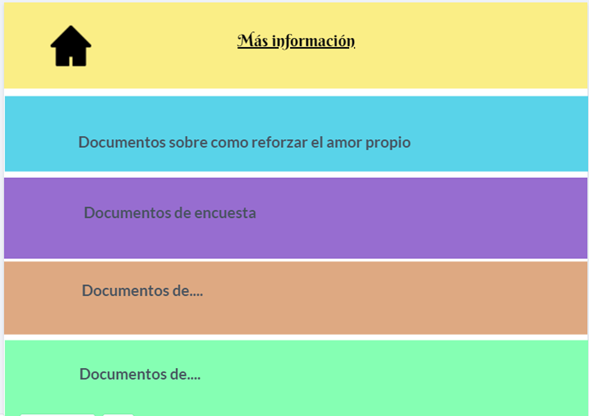 Más información
Documentos sobre como reforzar el amor propio
Documentos de encuesta
Documentos de....
Documentos de....